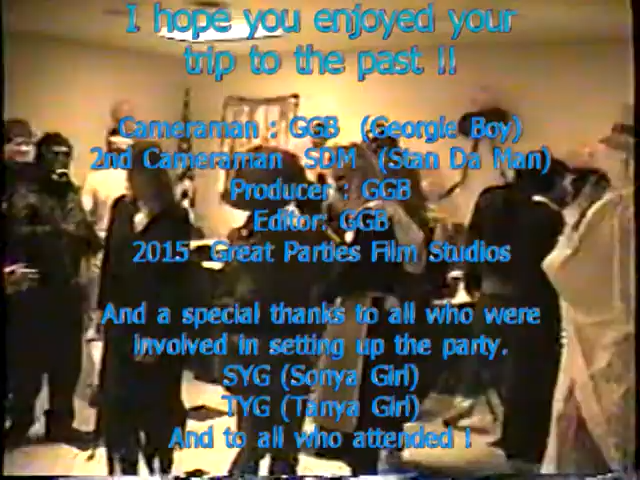 I hope you enjoyed your
trip to the past !!
Cameraman : GGB (Georgie Boy)
2nd Cameraman SDM (Stan Da Man)
Producer : GGB
Editor: GGB
2015 Great Parties Film Studios
And a special thanks to all who were
involved in setting up the party.
SYG (Sonya Girl)
TYG (Tanya Girl)
And to all who attended !